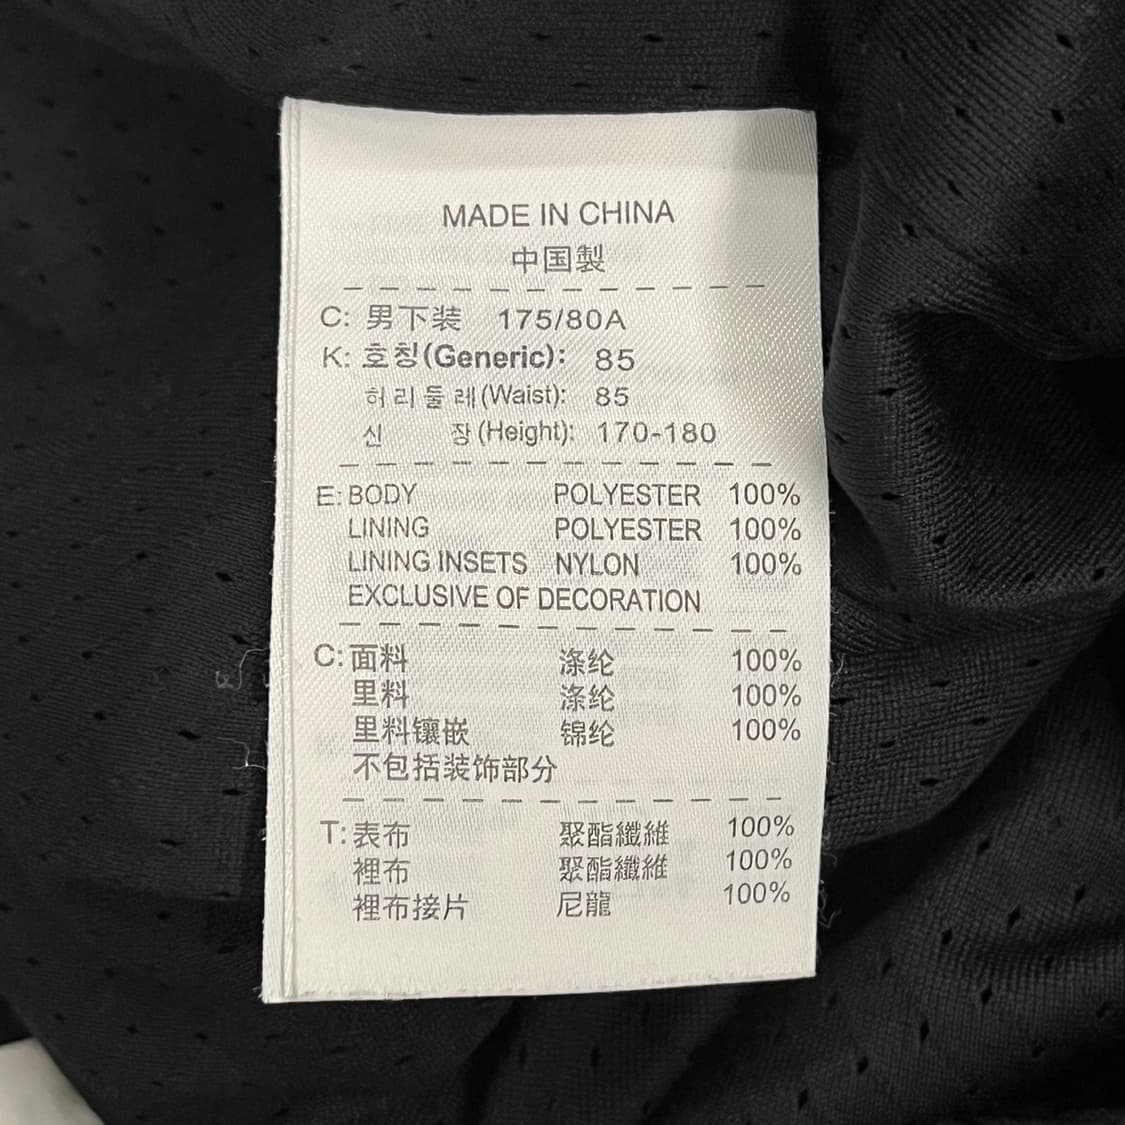 MADE IN CHINA
中国製
C: 男下装 175/80A
K: 호칭(Generic): 85
허리둘레(Waist): 85
신 장(Height): 170-180
E: BODY POLYESTER 100%
LINING POLYESTER 100%
LINING INSETS NYLON 100%
EXCLUSIVE OF DECORATION
C: 面料 涤纶 100%
里料 涤纶 100%
里料镶嵌 锦纶 100%
不包括装饰部分
T: 表布 聚酯纖維 100%
裡布 聚酯纖維 100%
裡布接片 尼龍 100%